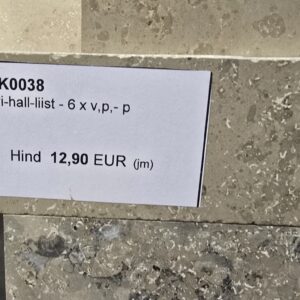 K0038
i-hall-liist - 6 x v,p,- p
Hind 12,90 EUR (jm)